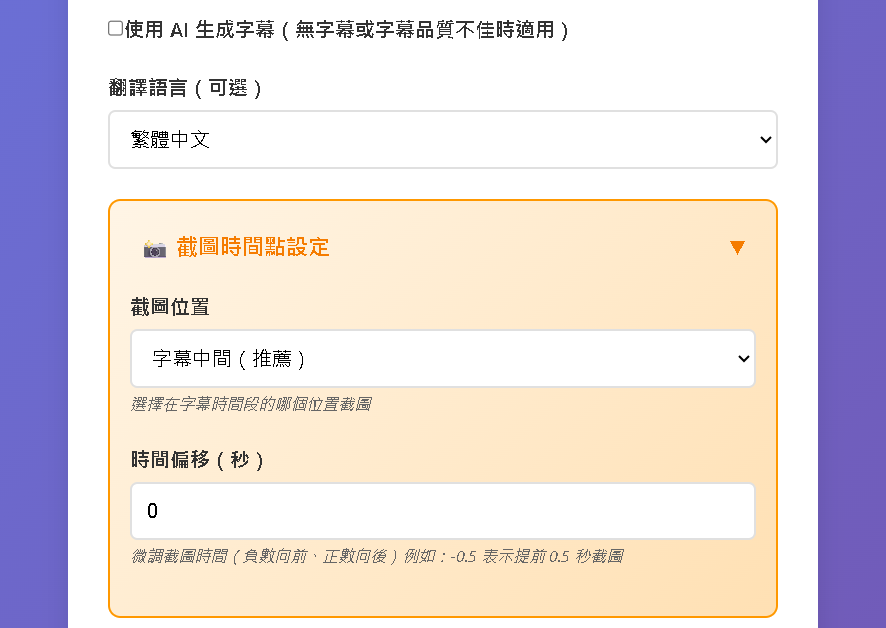 使用 AI 生成字幕（無字幕或字幕品質不佳時適用）
翻譯語言（可選）
繁體中文
截圖時間點設定
截圖位置
字幕中間（推薦）
選擇在字幕時間段的哪個位置截圖
時間偏移（秒）
0
微調截圖時間（負數向前、正數向後）例如：-0.5 表示提前 0.5 秒截圖